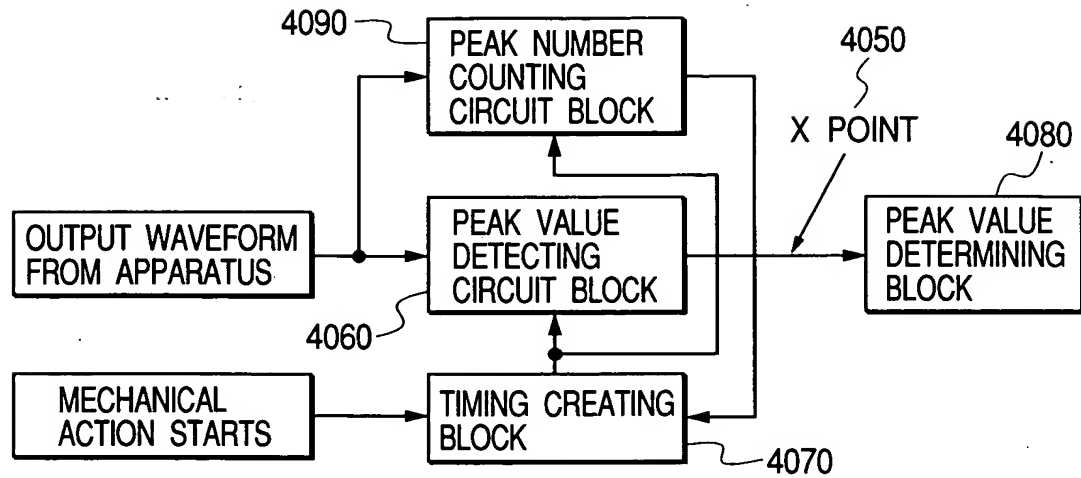 4090
PEAK NUMBER
COUNTING
CIRCUIT BLOCK
4050
X POINT
4080
OUTPUT WAVEFORM
FROM APPARATUS
PEAK VALUE
DETECTING
CIRCUIT BLOCK
PEAK VALUE
DETERMINING
BLOCK
4060
MECHANICAL
ACTION STARTS
TIMING CREATING
BLOCK
4070